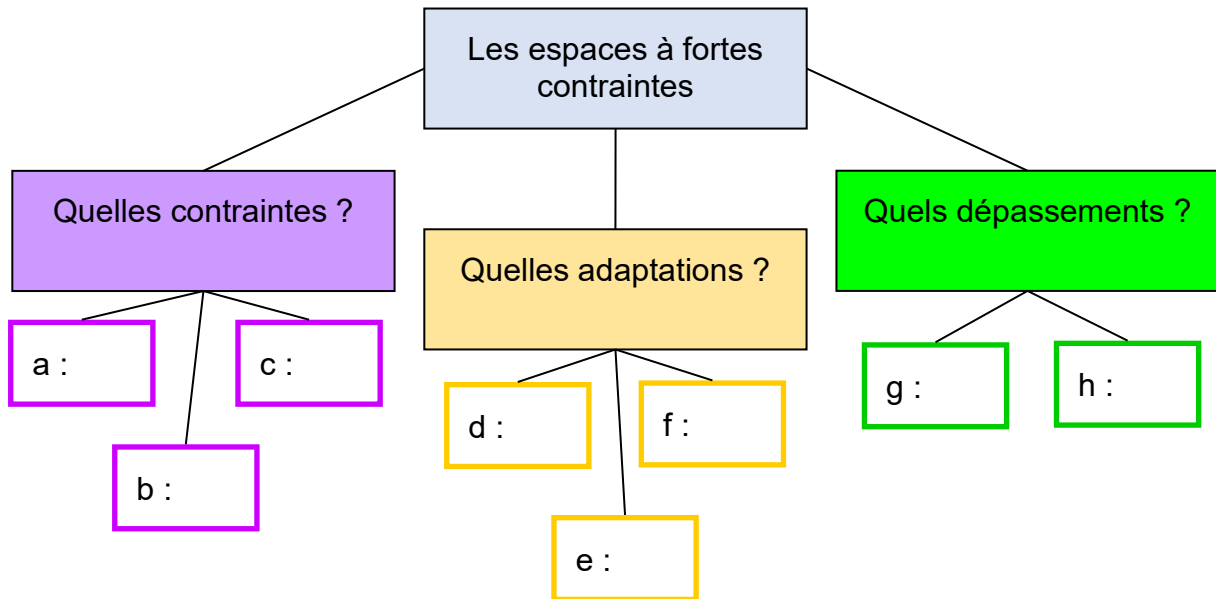 Les espaces à fortes
contraintes
Quelles contraintes ?
Quelles adaptations ?
Quels dépassements ?
a :
b :
c :
d :
e :
f :
g :
h :